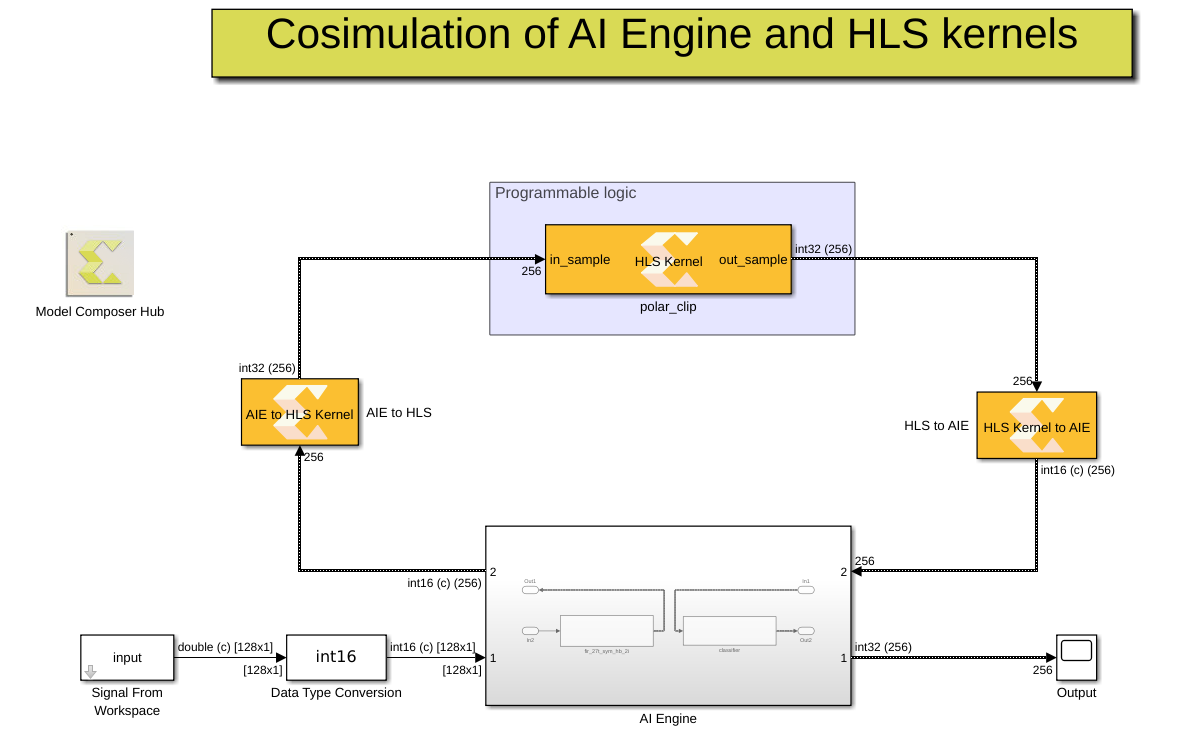 Cosimulation of AI Engine and HLS kernels
Programmable logic
in_sample
HLS Kernel
out_sample
int32 (256)
256
polar_clip
Model Composer Hub
int32 (256)
AIE to HLS Kernel
AIE to HLS
256
256
HLS to AIE
HLS Kernel to AIE
int16 (c) (256)
2
int16 (c) (256)
2
256
Out1
In1
In2
Out2
fir_27t_sym_hb_2i
classifier
input
double (c) [128x1]
[128x1]
Signal From
Workspace
int16
Data Type Conversion
int16 (c) [128x1]
[128x1]
1
1
int32 (256)
256
Output
AI Engine